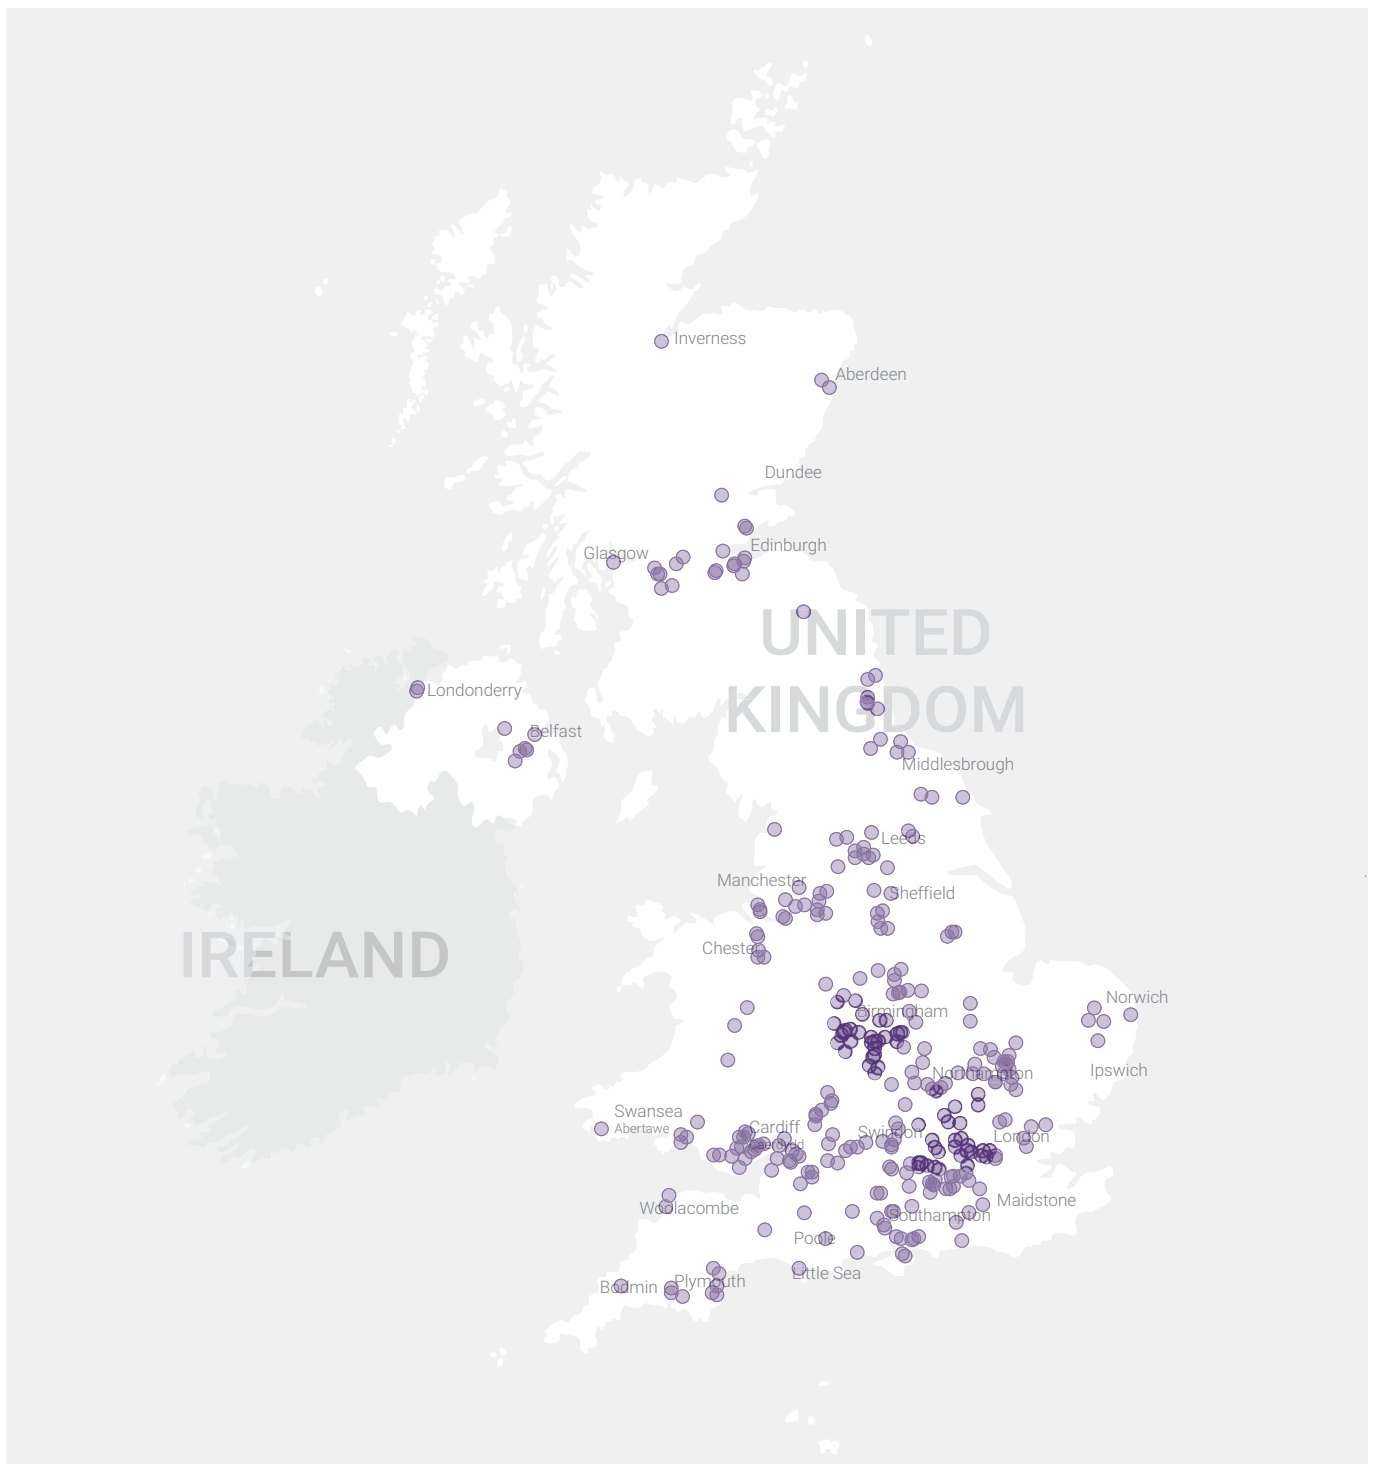 Inverness
Aberdeen
Dundee
Edinburgh
Glasgow
UNITED
KINGDOM
Londonderry
Belfast
Middlesbrough
Leeds
Manchester
Sheffield
IRELAND
Chester
Norwich
Birmingham
Ipswich
Northampton
Swansea
Abertawe
Cardiff
Caerdydd
Swindon
London
Maidstone
Woolacombe
Southampton
Poole
Little Sea
Plymouth
Bodmin